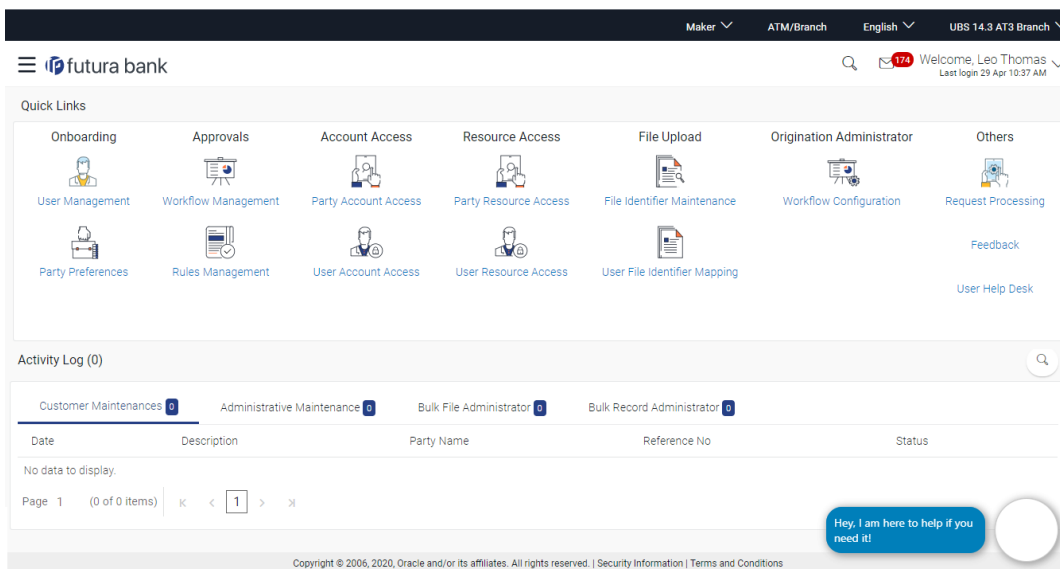 Maker ATM/Branch English UBS 14.3 AT3 Branch
futura bank 174 Welcome, Leo Thomas
Last login 29 Apr 10:37 AM
Quick Links
Onboarding Approvals Account Access Resource Access File Upload Origination Administrator Others
User Management Workflow Management Party Account Access Party Resource Access File Identifier Maintenance Workflow Configuration Request Processing
Feedback
Party Preferences Rules Management User Account Access User Resource Access User File Identifier Mapping
User Help Desk
Activity Log (0)
Customer Maintenances 0 Administrative Maintenance 0 Bulk File Administrator 0 Bulk Record Administrator 0
Date Description Party Name Reference No Status
No data to display.
Page 1 (0 of 0 items) 1
Hey, I am here to help if you
need it!
Copyright © 2006, 2020, Oracle and/or its affiliates. All rights reserved. | Security Information | Terms and Conditions